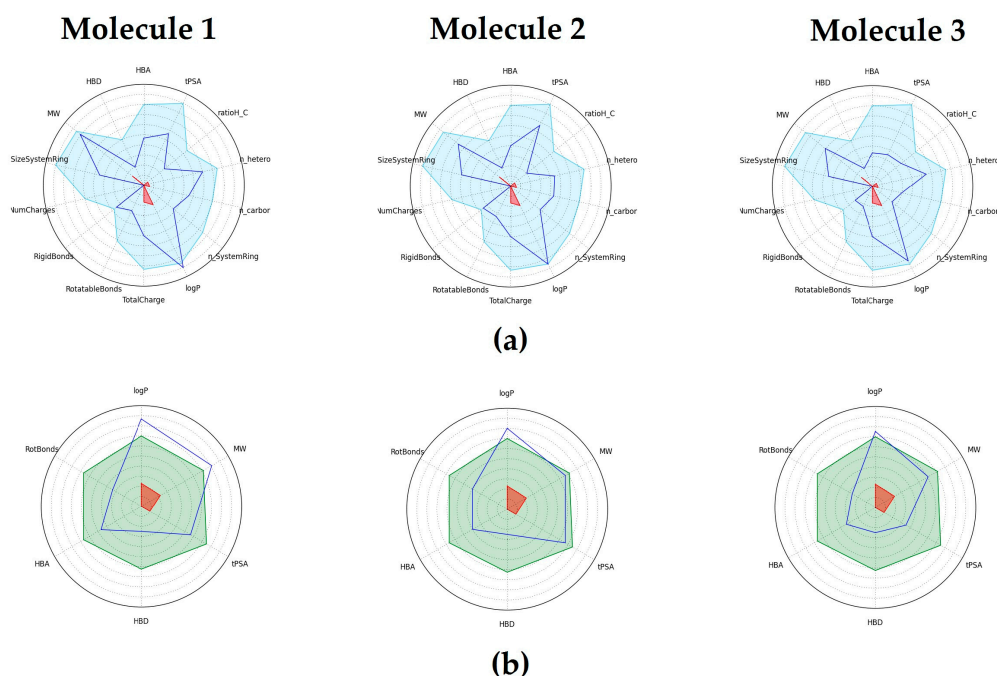 Molecule 1
Molecule 2
Molecule 3
HBA
tPSA
ratioH_C
n_hetero
n_carbor
n_SystemRing
logP
TotalCharge
RotatableBonds
RigidBonds
NumCharges
SizeSystemRing
MW
HBD
HBA
tPSA
ratioH_C
n_hetero
n_carbor
n_SystemRing
logP
TotalCharge
RotatableBonds
RigidBonds
NumCharges
SizeSystemRing
MW
HBD
HBA
tPSA
ratioH_C
n_hetero
n_carbor
n_SystemRing
logP
TotalCharge
RotatableBonds
RigidBonds
NumCharges
SizeSystemRing
MW
HBD
(a)
logP
MW
tPSA
HBD
HBA
RotBonds
logP
MW
tPSA
HBD
HBA
RotBonds
logP
MW
tPSA
HBD
HBA
RotBonds
(b)